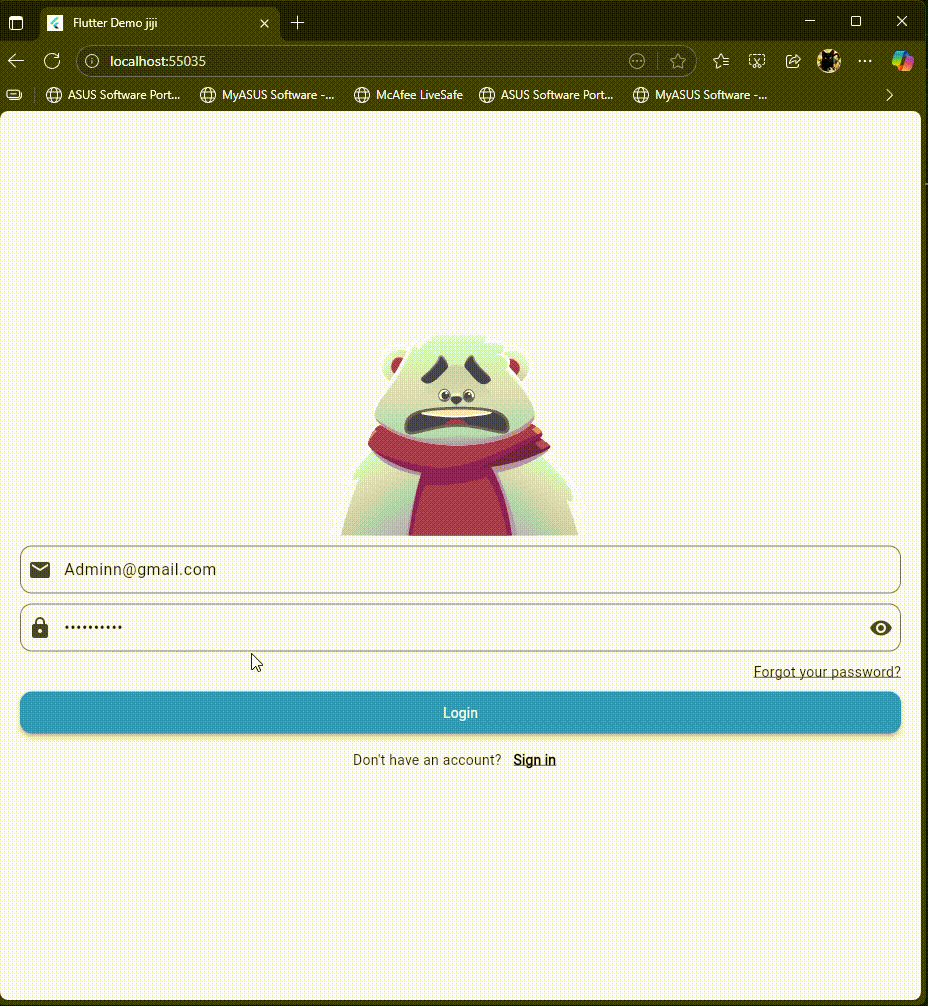 Flutter Demo jiji
localhost:55035
ASUS Software Port... MyASUS Software -... McAfee LiveSafe ASUS Software Port... MyASUS Software -...
Adminn@gmail.com
••••••••••
Forgot your password?
Login
Don't have an account? Sign in